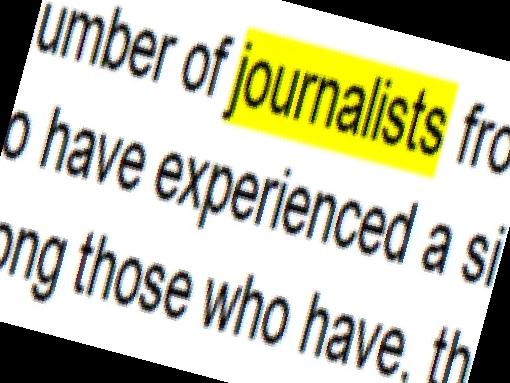 umber of journalists fro
o have experienced a si
ong those who have, th